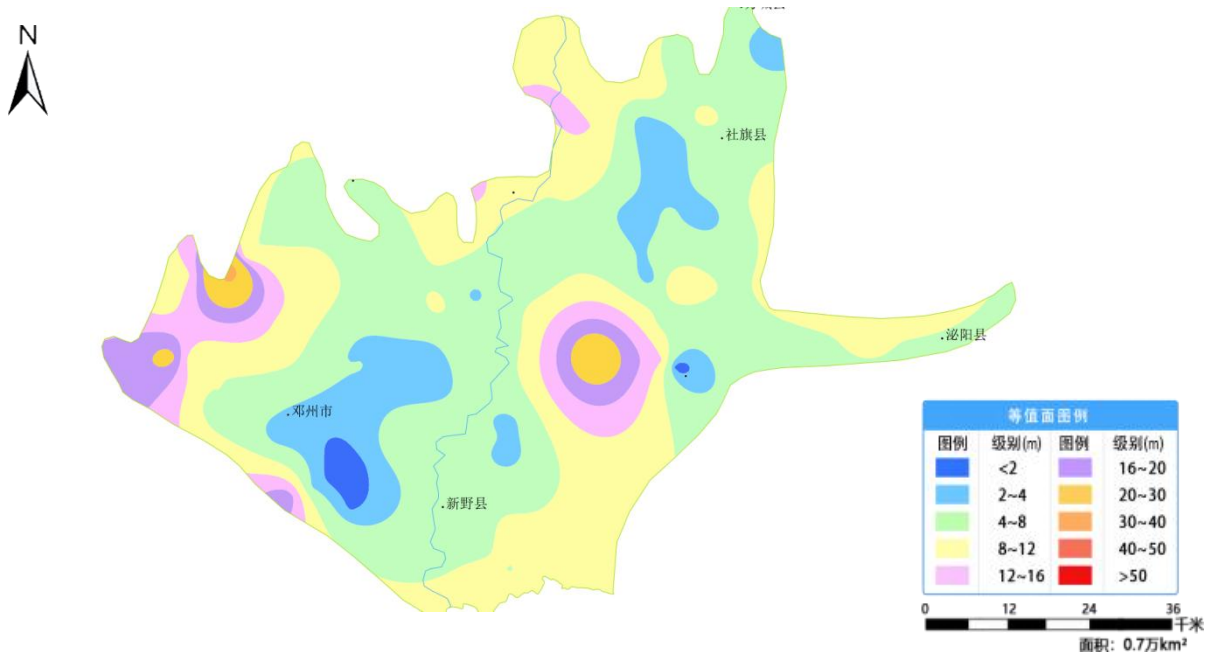 N
社旗县
泌阳县
邓州市
新野县
等值面图例
图例 级别(m) 图例 级别(m)
<2 16~20
2~4 20~30
4~8 30~40
8~12 40~50
12~16 >50
0 12 24 36
千米
面积：0.7万km²